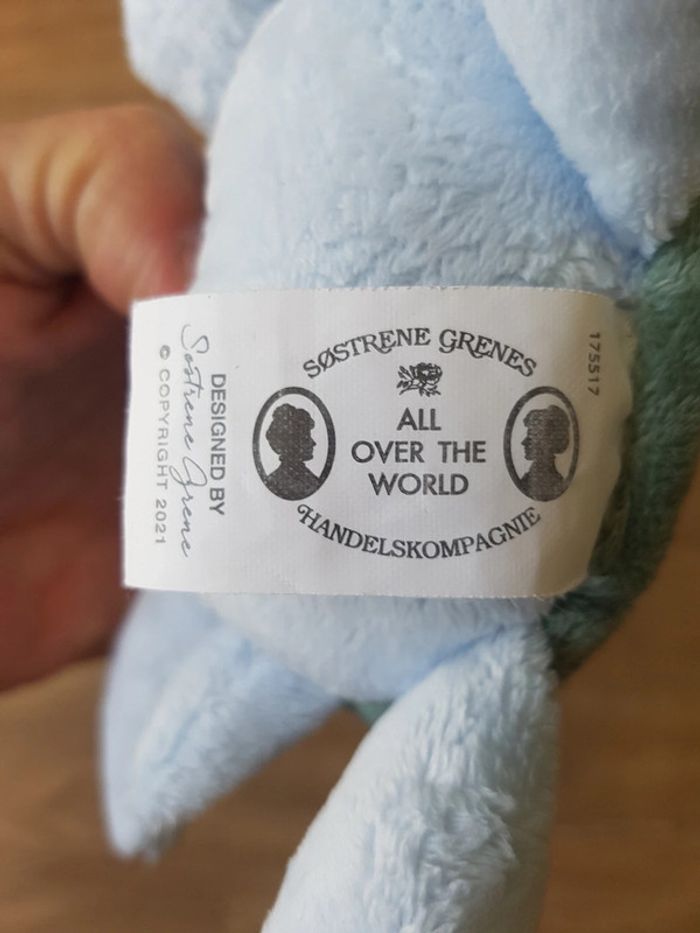 SØSTRENE GRENES
ALL
OVER THE
WORLD
HANDELSKOMPAGNIE
DESIGNED BY
Søstrene Grene
© COPYRIGHT 2021
175517